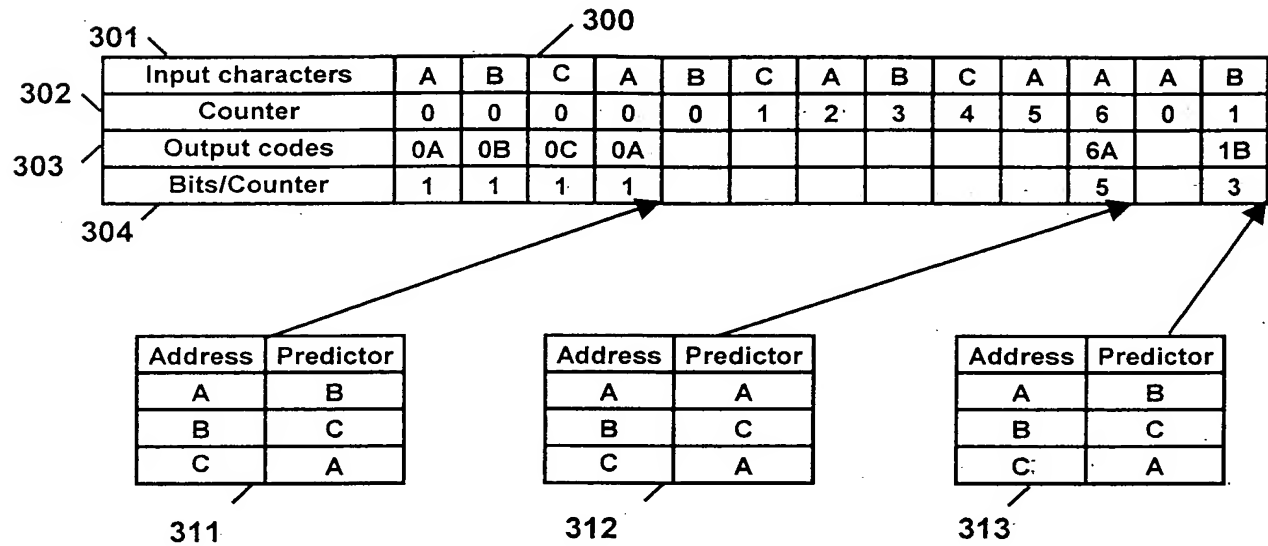 300
301
Input characters A B C A B C A B C A A A B
302
Counter 0 0 0 0 0 1 2 3 4 5 6 0 1
303
Output codes 0A 0B 0C 0A 6A 1B
Bits/Counter 1 1 1 1 5 3
304
Address Predictor Address Predictor Address Predictor
A B A A A B
B C B C B C
C A C A C A
311 312 313